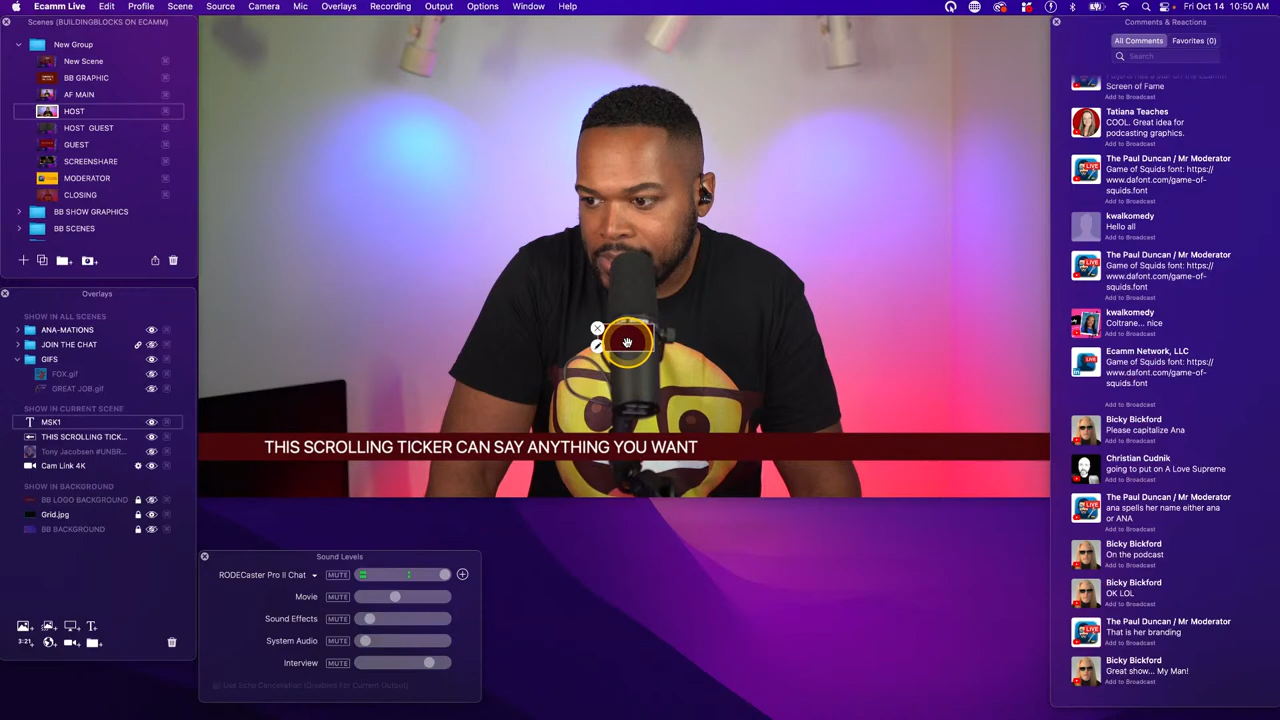 Ecamm Live Edit Profile Scene Source Camera Mic Overlays Recording Output Options Window Help
Fri Oct 14 10:50 AM
Scenes (BUILDINGBLOCKS ON ECAMM)
New Group
New Scene
BB GRAPHIC
AF MAIN
HOST
HOST GUEST
GUEST
SCREENSHARE
MODERATOR
CLOSING
BB SHOW GRAPHICS
BB SCENES
Overlays
SHOW IN ALL SCENES
ANA-MATIONS
JOIN THE CHAT
GIFS
FOX.gif
GREAT JOB.gif
SHOW IN CURRENT SCENE
T MSK1
THIS SCROLLING TICK...
Tony Jacobsen #UNBR...
Cam Link 4K
SHOW IN BACKGROUND
BB LOGO BACKGROUND
Grid.jpg
BB BACKGROUND
3:21+
THIS SCROLLING TICKER CAN SAY ANYTHING YOU WANT
Sound Levels
RODECaster Pro II Chat MUTE
Movie MUTE
Sound Effects MUTE
System Audio MUTE
Interview MUTE
Use Echo Cancellation (Disabled For Current Output)
Comments & Reactions
All Comments Favorites (0)
Search
Screen of Fame
Add to Broadcast
Tatiana Teaches
COOL. Great idea for
podcasting graphics.
Add to Broadcast
The Paul Duncan / Mr Moderator
Game of Squids font: https://
www.dafont.com/game-of-
squids.font
Add to Broadcast
kwalkomedy
Hello all
Add to Broadcast
The Paul Duncan / Mr Moderator
Game of Squids font: https://
www.dafont.com/game-of-
squids.font
Add to Broadcast
kwalkomedy
Coltrane... nice
Add to Broadcast
Ecamm Network, LLC
Game of Squids font: https://
www.dafont.com/game-of-
squids.font
Add to Broadcast
Bicky Bickford
Please capitalize Ana
Add to Broadcast
Christian Cudnik
going to put on A Love Supreme
Add to Broadcast
The Paul Duncan / Mr Moderator
ana spells her name either ana
or ANA
Add to Broadcast
Bicky Bickford
On the podcast
Add to Broadcast
Bicky Bickford
OK LOL
Add to Broadcast
The Paul Duncan / Mr Moderator
That is her branding
Add to Broadcast
Bicky Bickford
Great show... My Man!
Add to Broadcast